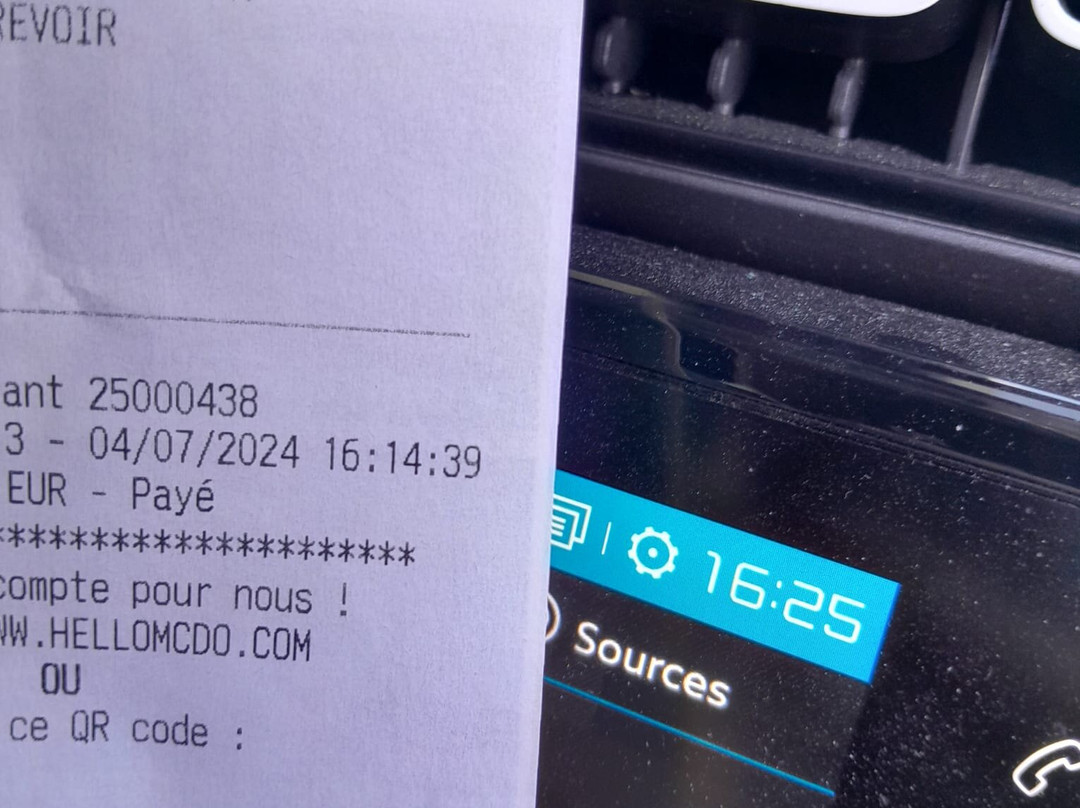 REVOIR
ant 25000438
3 - 04/07/2024 16:14:39
EUR - Payé
********************
compte pour nous !
WW.HELLOMCDO.COM
OU
ce QR code :
16:25
Sources